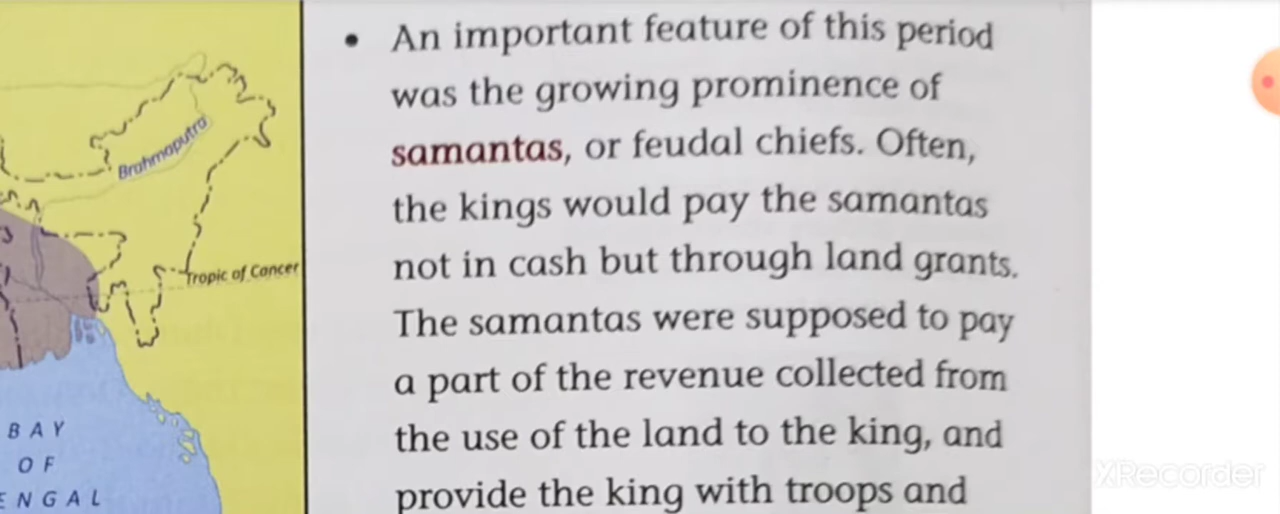 • An important feature of this period
was the growing prominence of
samantas, or feudal chiefs. Often,
the kings would pay the samantas
not in cash but through land grants.
The samantas were supposed to pay
a part of the revenue collected from
the use of the land to the king, and
provide the king with troops and
Brahmaputra
Tropic of Cancer
BAY
OF
ENGAL
XRecorder